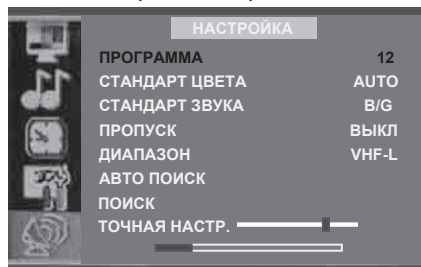 НАСТРОЙКА
ПРОГРАММА 12
СТАНДАРТ ЦВЕТА AUTO
СТАНДАРТ ЗВУКА B/G
ПРОПУСК ВЫКЛ
ДИАПАЗОН VHF-L
АВТО ПОИСК
ПОИСК
ТОЧНАЯ НАСТР.